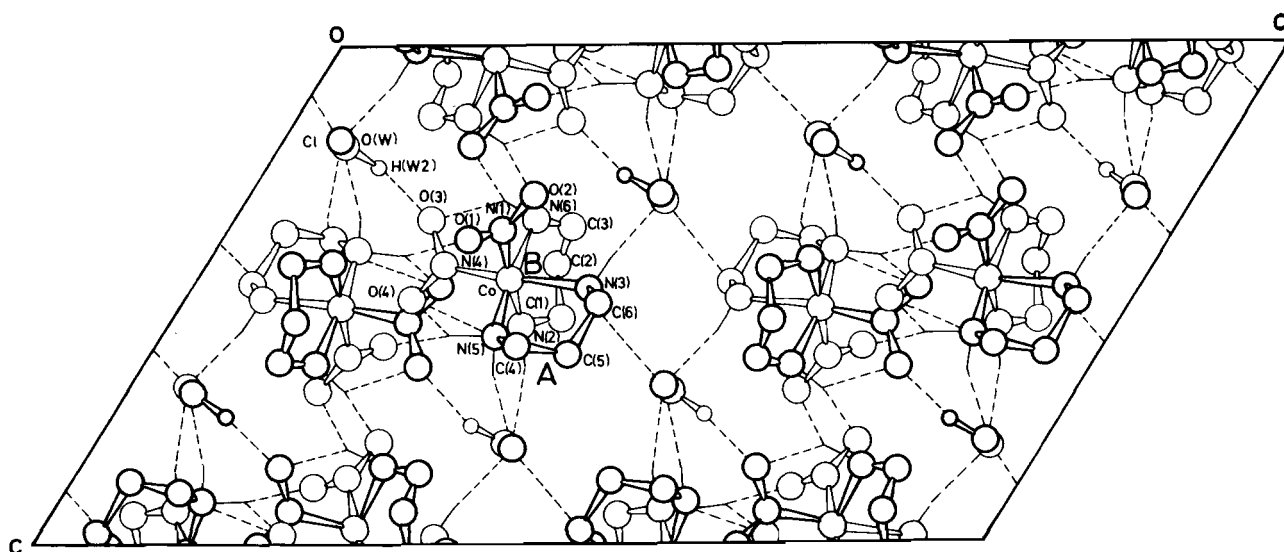 O
a
Cl
O(W)
H(W2)
O(2)
O(3)
N(1)
N(6)
O(1)
C(3)
N(4)
B
C(2)
O(4)
Co
N(3)
C(1)
C(6)
N(5)
N(2)
C(4)
A
C(5)
C